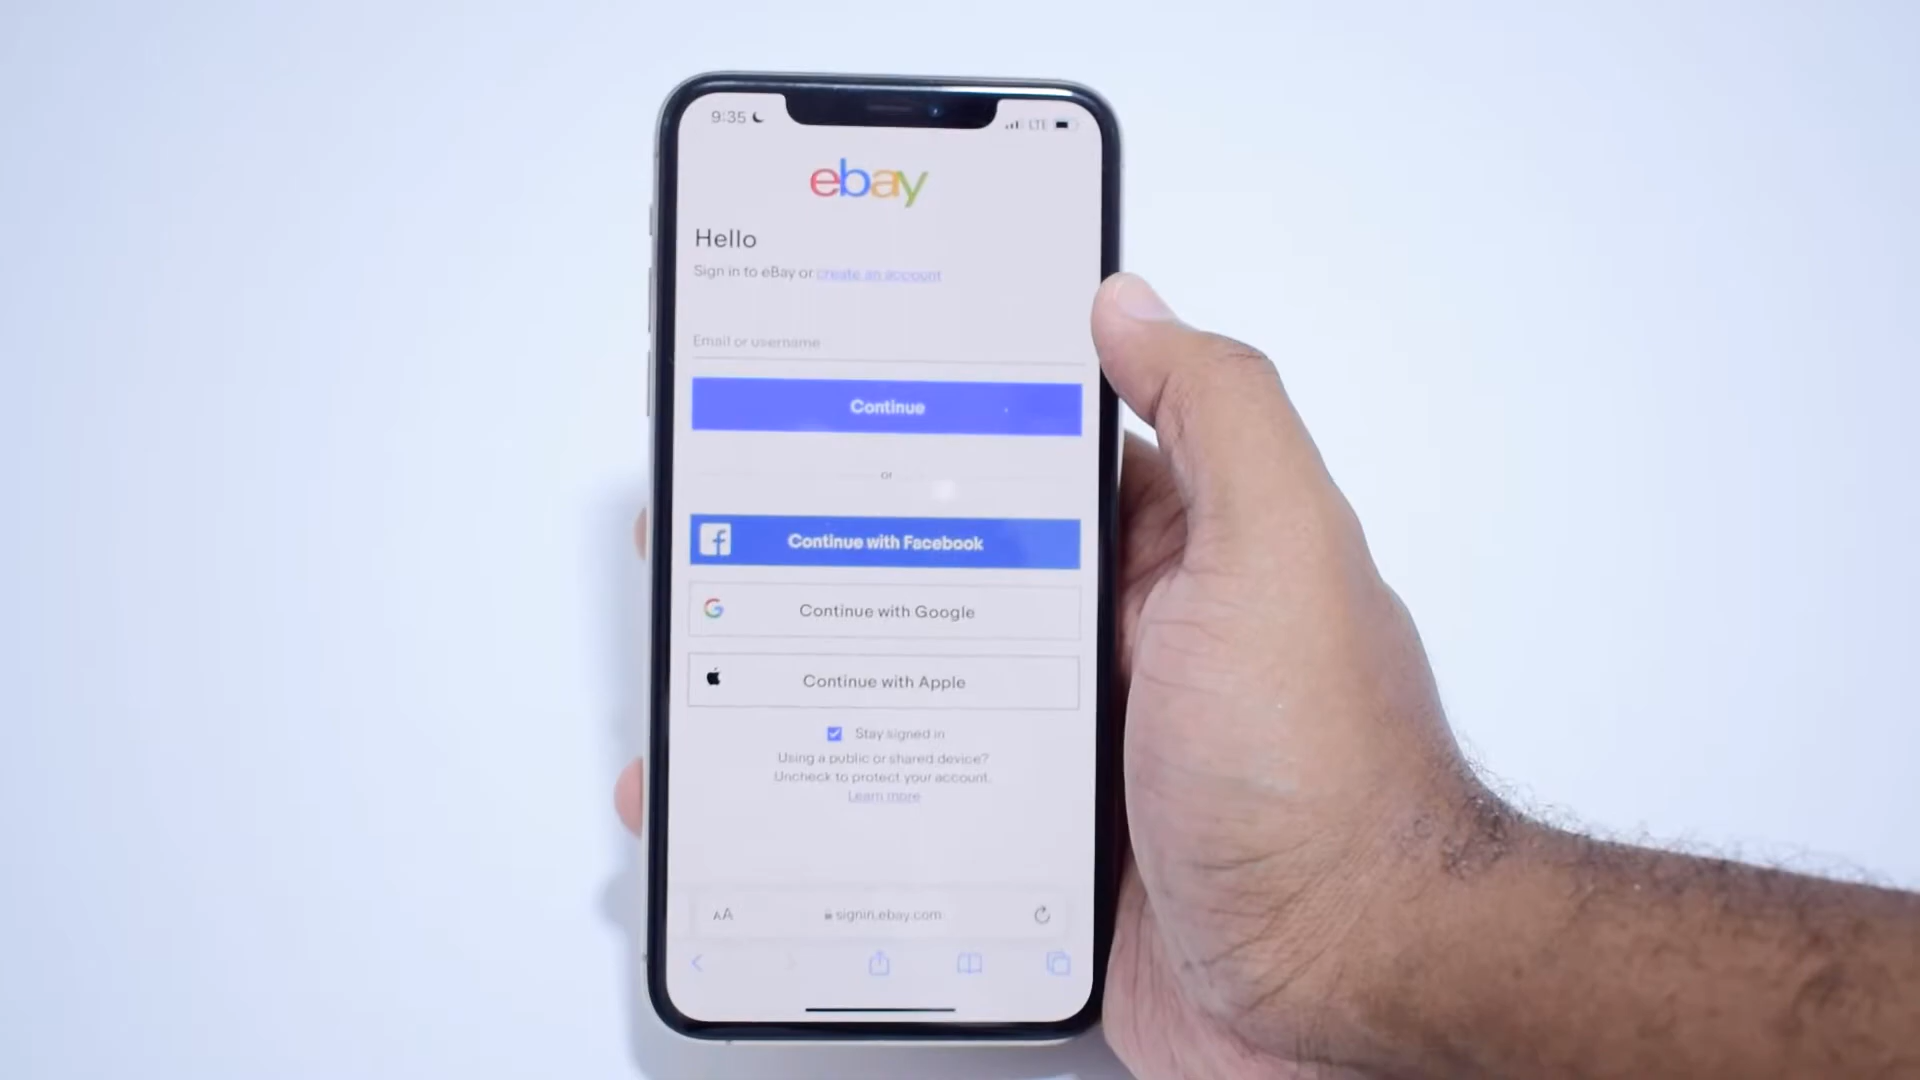 9:35
LTE
ebay
Hello
Sign in to eBay or create an account
Email or username
Continue
or
Continue with Facebook
Continue with Google
Continue with Apple
Stay signed in
Using a public or shared device?
Uncheck to protect your account.
Learn more
AA
signin.ebay.com